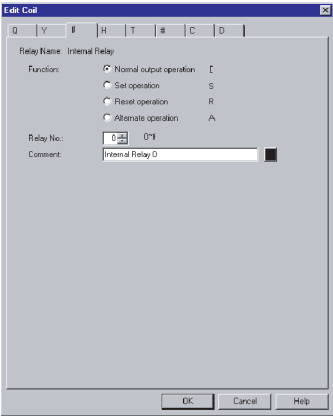 Edit Coil
Q Y M H T # C D
Relay Name: Internal Relay
Function: Normal output operation [
Set operation S
Reset operation R
Alternate operation A
Relay No.: 0
Comment: Internal Relay 0
OK Cancel Help